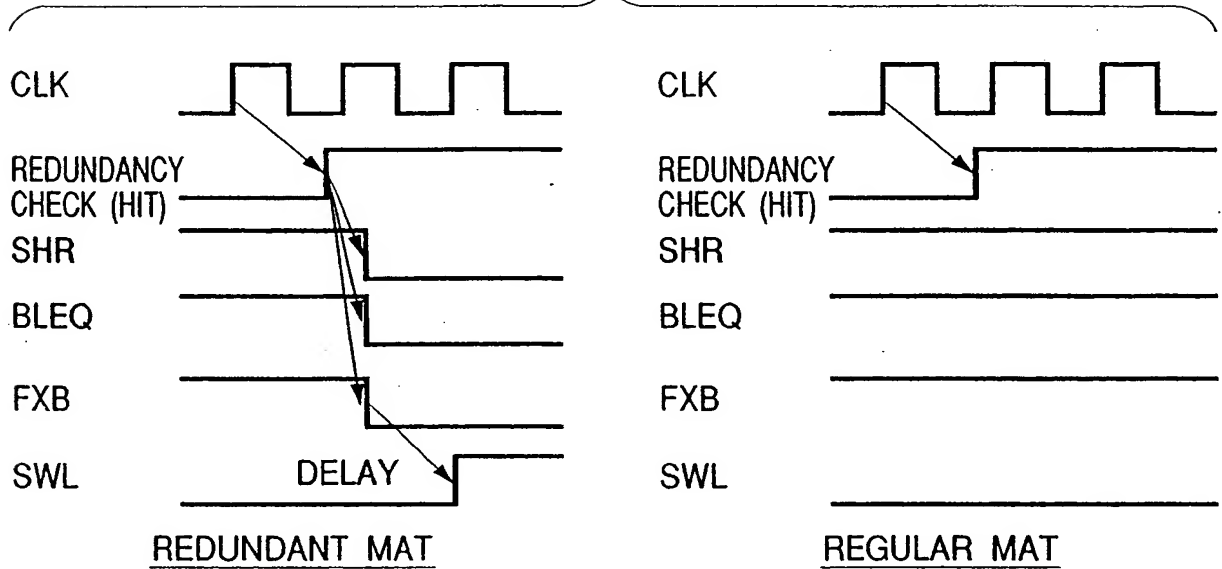 CLK
REDUNDANCY
CHECK (HIT)
SHR
BLEQ
FXB
SWL
DELAY
REDUNDANT MAT
CLK
REDUNDANCY
CHECK (HIT)
SHR
BLEQ
FXB
SWL
REGULAR MAT